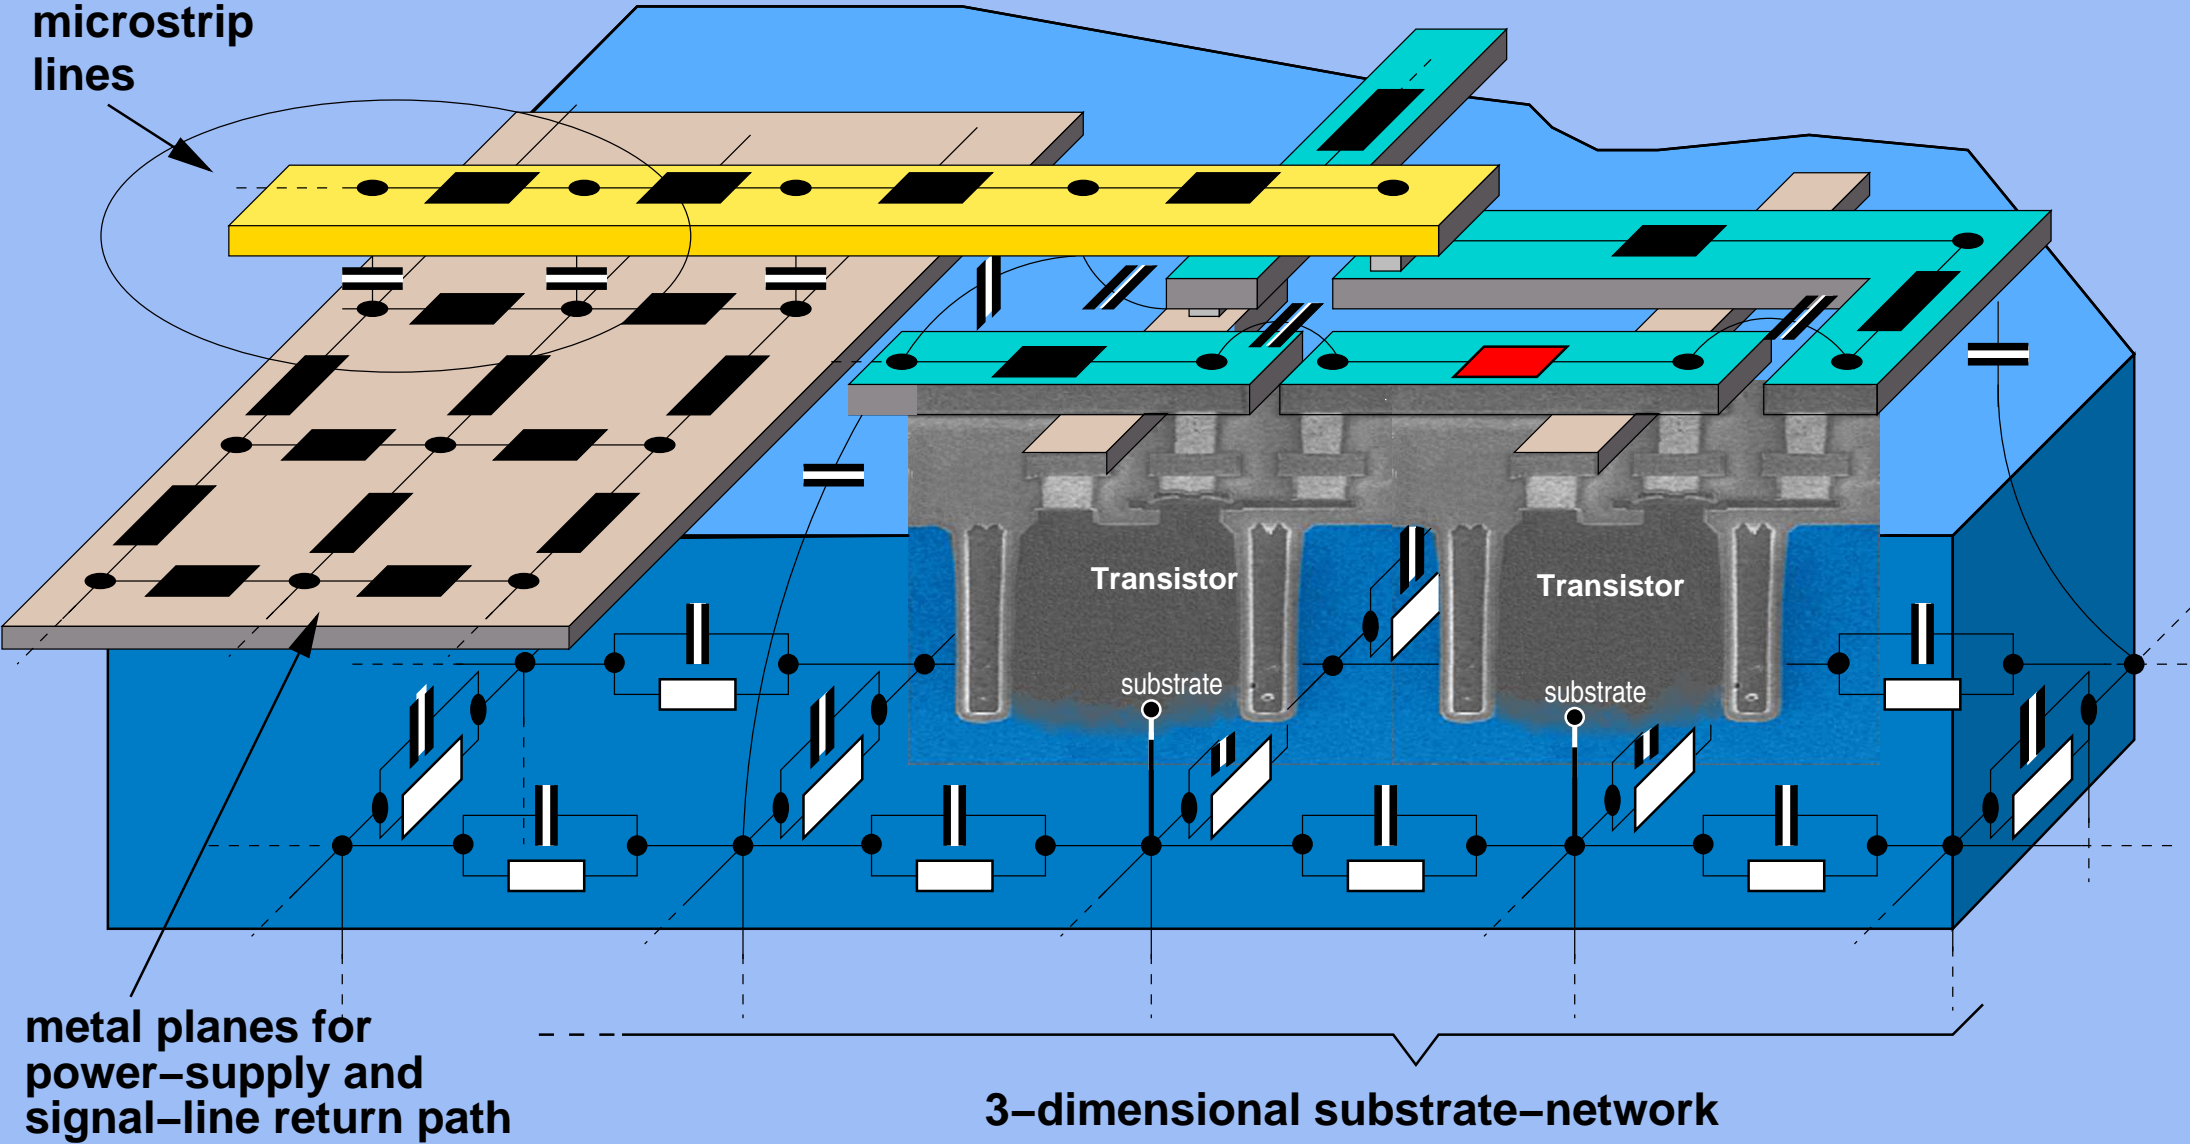 microstrip
lines
Transistor
Transistor
substrate
substrate
metal planes for
power–supply and
signal–line return path
3–dimensional substrate–network